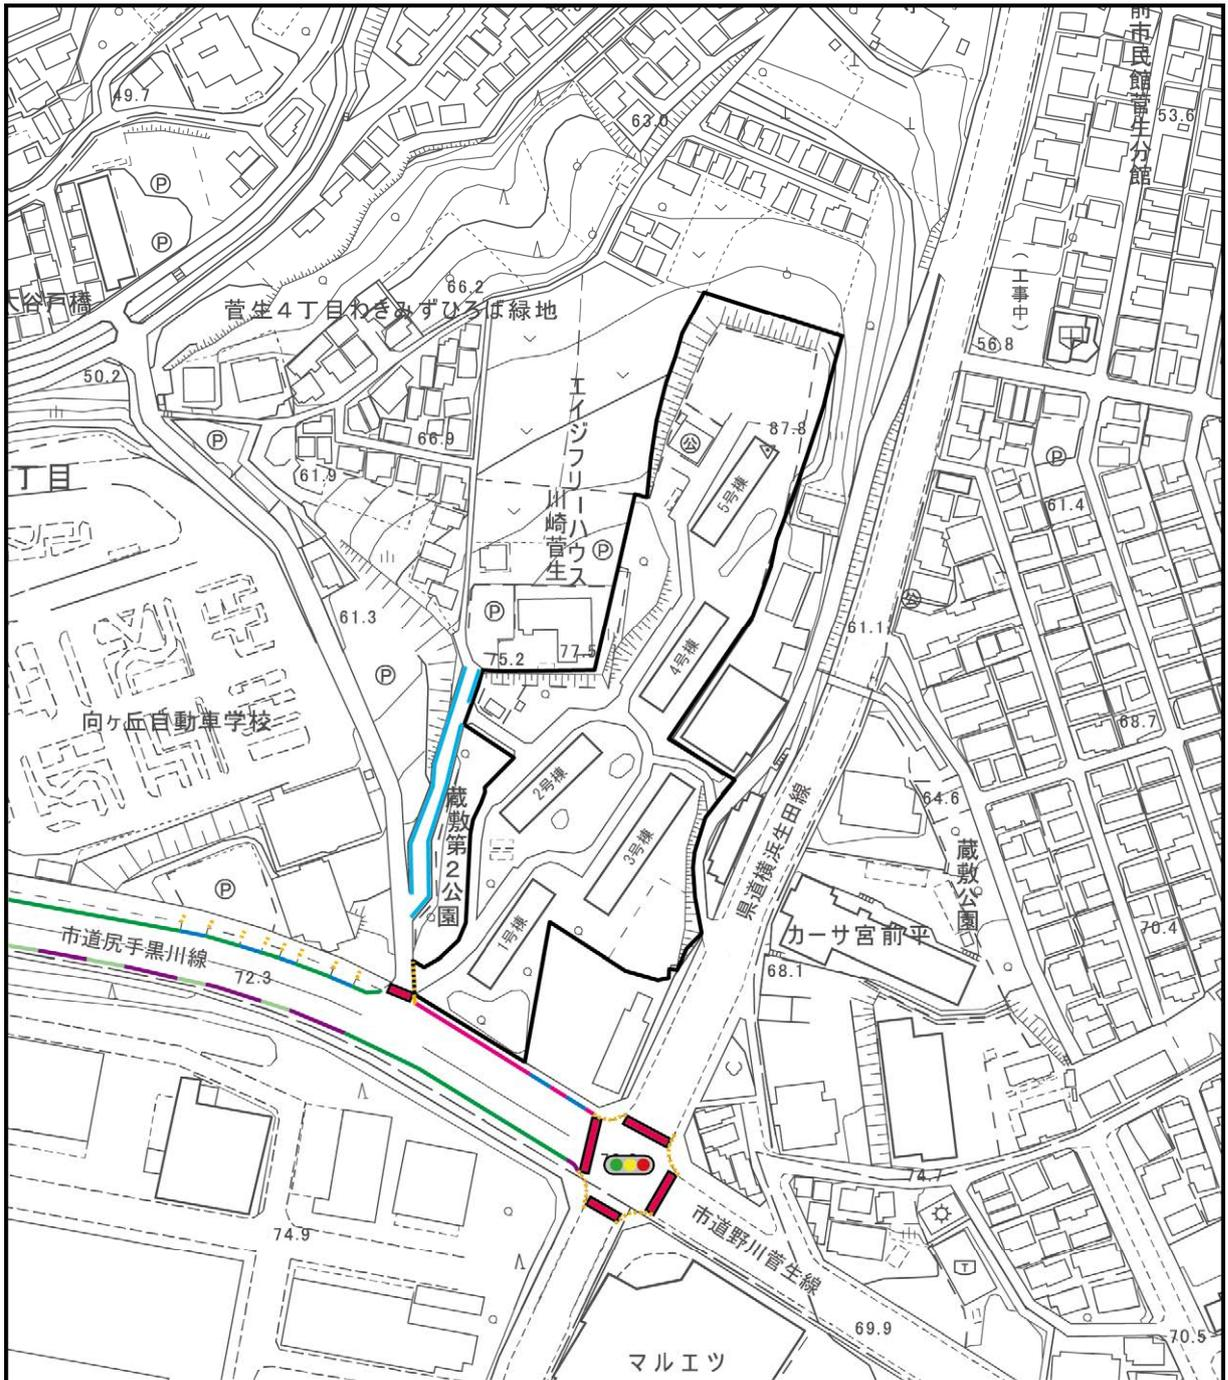 49.7
63.0
53.6
前市民館菅生分館
P
P
66.2
菅生4丁目わきみずひろば緑地
谷戸橋
(工事中)
56.8
50.2
エイジフリーハウス
川崎菅生
87.8
公
P
66.9
P
61.9
丁目
5号棟
61.4
P
公
P
61.3
61.1
4号棟
75.2
77.5
P
68.7
向ヶ丘自動車学校
2号棟
蔵敷第2公園
3号棟
県道横浜生田線
64.6
蔵敷公園
P
1号棟
カーサ宮前平
70.4
市道尻手黒川線
72.3
68.1
74.7
市道野川菅生線
74.9
T
69.9
70.5
マルエツ